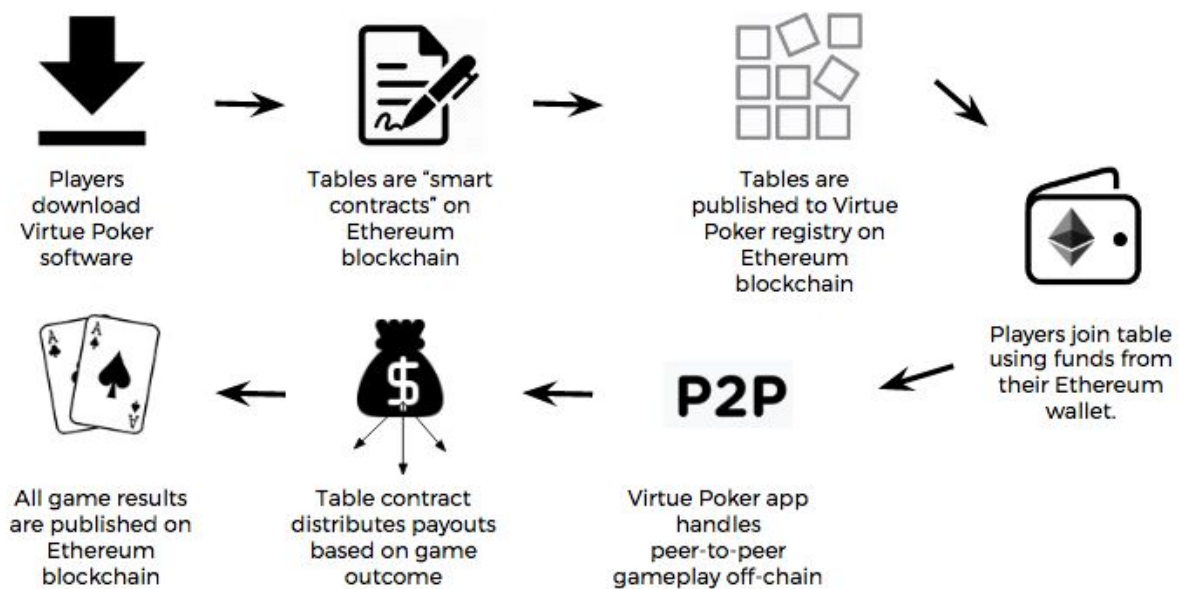 Players
download
Virtue Poker
software
Tables are “smart
contracts” on
Ethereum
blockchain
Tables are
published to Virtue
Poker registry on
Ethereum
blockchain
Players join table
using funds from
their Ethereum
wallet.
P2P
Virtue Poker app
handles
peer-to-peer
gameplay off-chain
$
Table contract
distributes payouts
based on game
outcome
A
A
A
All game results
are published on
Ethereum
blockchain